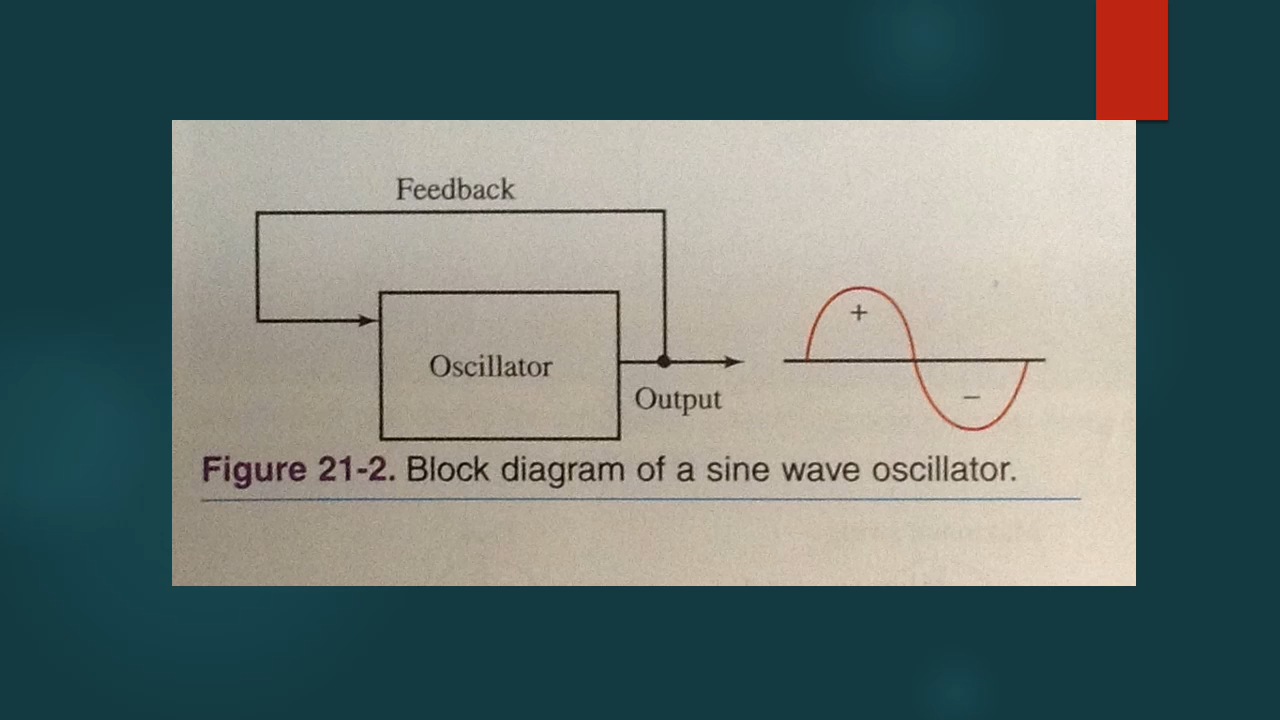 Feedback
+
Oscillator
Output
−
Figure 21-2. Block diagram of a sine wave oscillator.